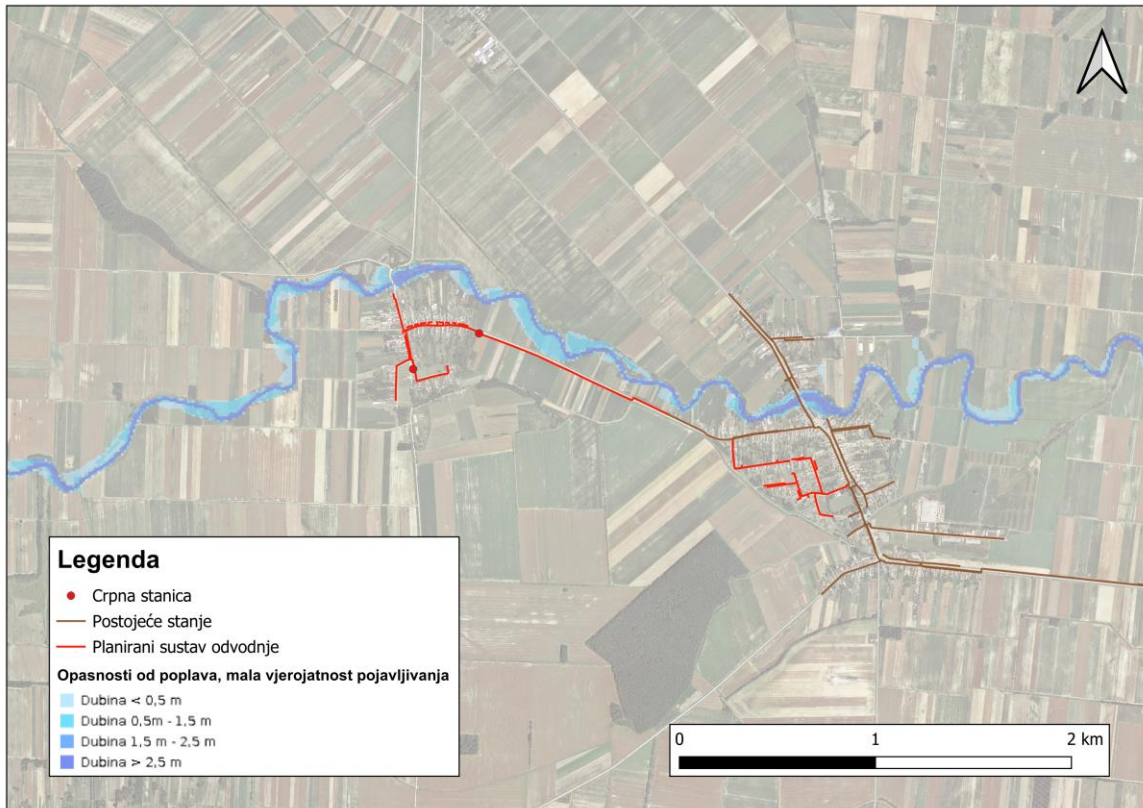 Legenda
Crpna stanica
Postojeće stanje
Planirani sustav odvodnje
Opasnosti od poplava, mala vjerojatnost pojavljivanja
Dubina < 0,5 m
Dubina 0,5m - 1,5 m
Dubina 1,5 m - 2,5 m
Dubina > 2,5 m
0 1 2 km